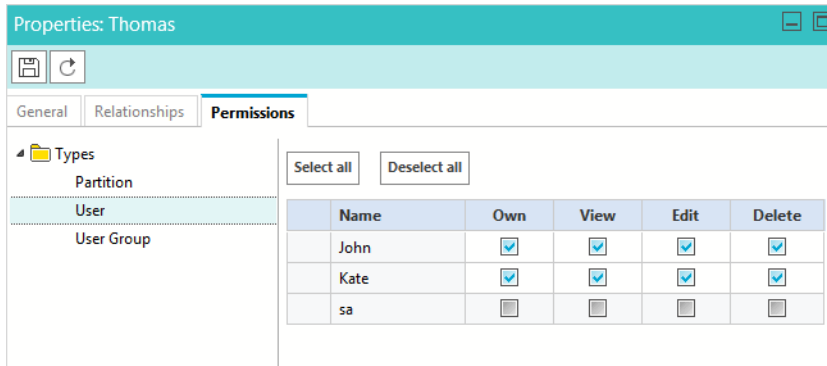 Properties: Thomas
General Relationships Permissions
Types
Partition
User
User Group
Select all Deselect all
Name Own View Edit Delete
John
Kate
sa